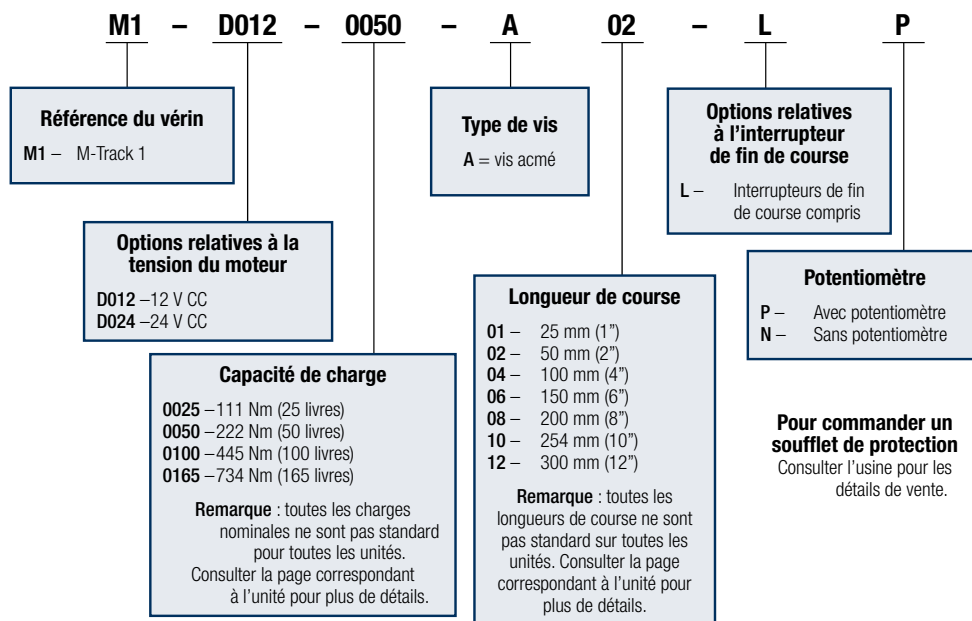 M1 – D012 – 0050 – A 02 – L P
Référence du vérin
M1 – M-Track 1
Options relatives à la
tension du moteur
D012 –12 V CC
D024 –24 V CC
Capacité de charge
0025 –111 Nm (25 livres)
0050 –222 Nm (50 livres)
0100 –445 Nm (100 livres)
0165 –734 Nm (165 livres)
Remarque : toutes les charges
nominales ne sont pas standard
pour toutes les unités.
Consulter la page correspondant
à l’unité pour plus de détails.
Type de vis
A = vis acmé
Longueur de course
01 – 25 mm (1”)
02 – 50 mm (2”)
04 – 100 mm (4”)
06 – 150 mm (6”)
08 – 200 mm (8”)
10 – 254 mm (10”)
12 – 300 mm (12”)
Remarque : toutes les
longueurs de course ne sont
pas standard sur toutes les
unités. Consulter la page
correspondant à l’unité pour
plus de détails.
Options relatives
à l’interrupteur
de fin de course
L – Interrupteurs de fin
de course compris
Potentiomètre
P – Avec potentiomètre
N – Sans potentiomètre
Pour commander un
soufflet de protection
Consulter l’usine pour les
détails de vente.